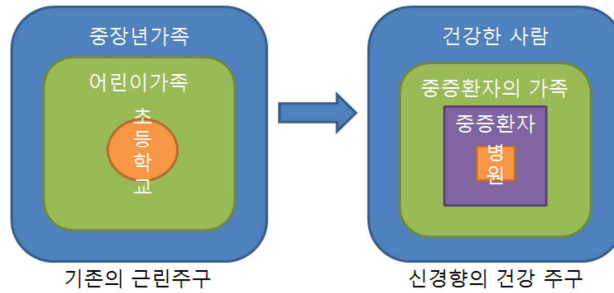 중장년가족
어린이가족
초등학교
기존의 근린주구
건강한 사람
중증환자의 가족
중증환자
병원
신경향의 건강 주구